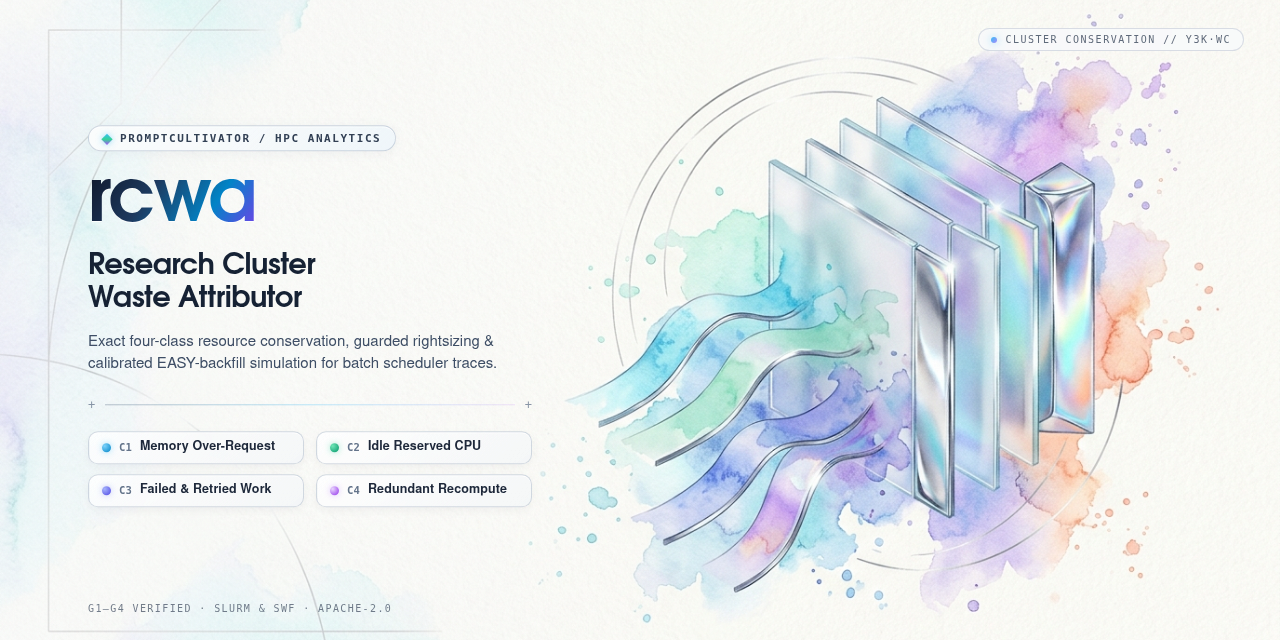 CLUSTER CONSERVATION // Y3K·WC
PROMPTCULTIVATOR / HPC ANALYTICS
rcwa
Research Cluster
Waste Attributor
Exact four-class resource conservation, guarded rightsizing &
calibrated EASY-backfill simulation for batch scheduler traces.
C1 Memory Over-Request
C2 Idle Reserved CPU
C3 Failed & Retried Work
C4 Redundant Recompute
G1–G4 VERIFIED · SLURM & SWF · APACHE-2.0